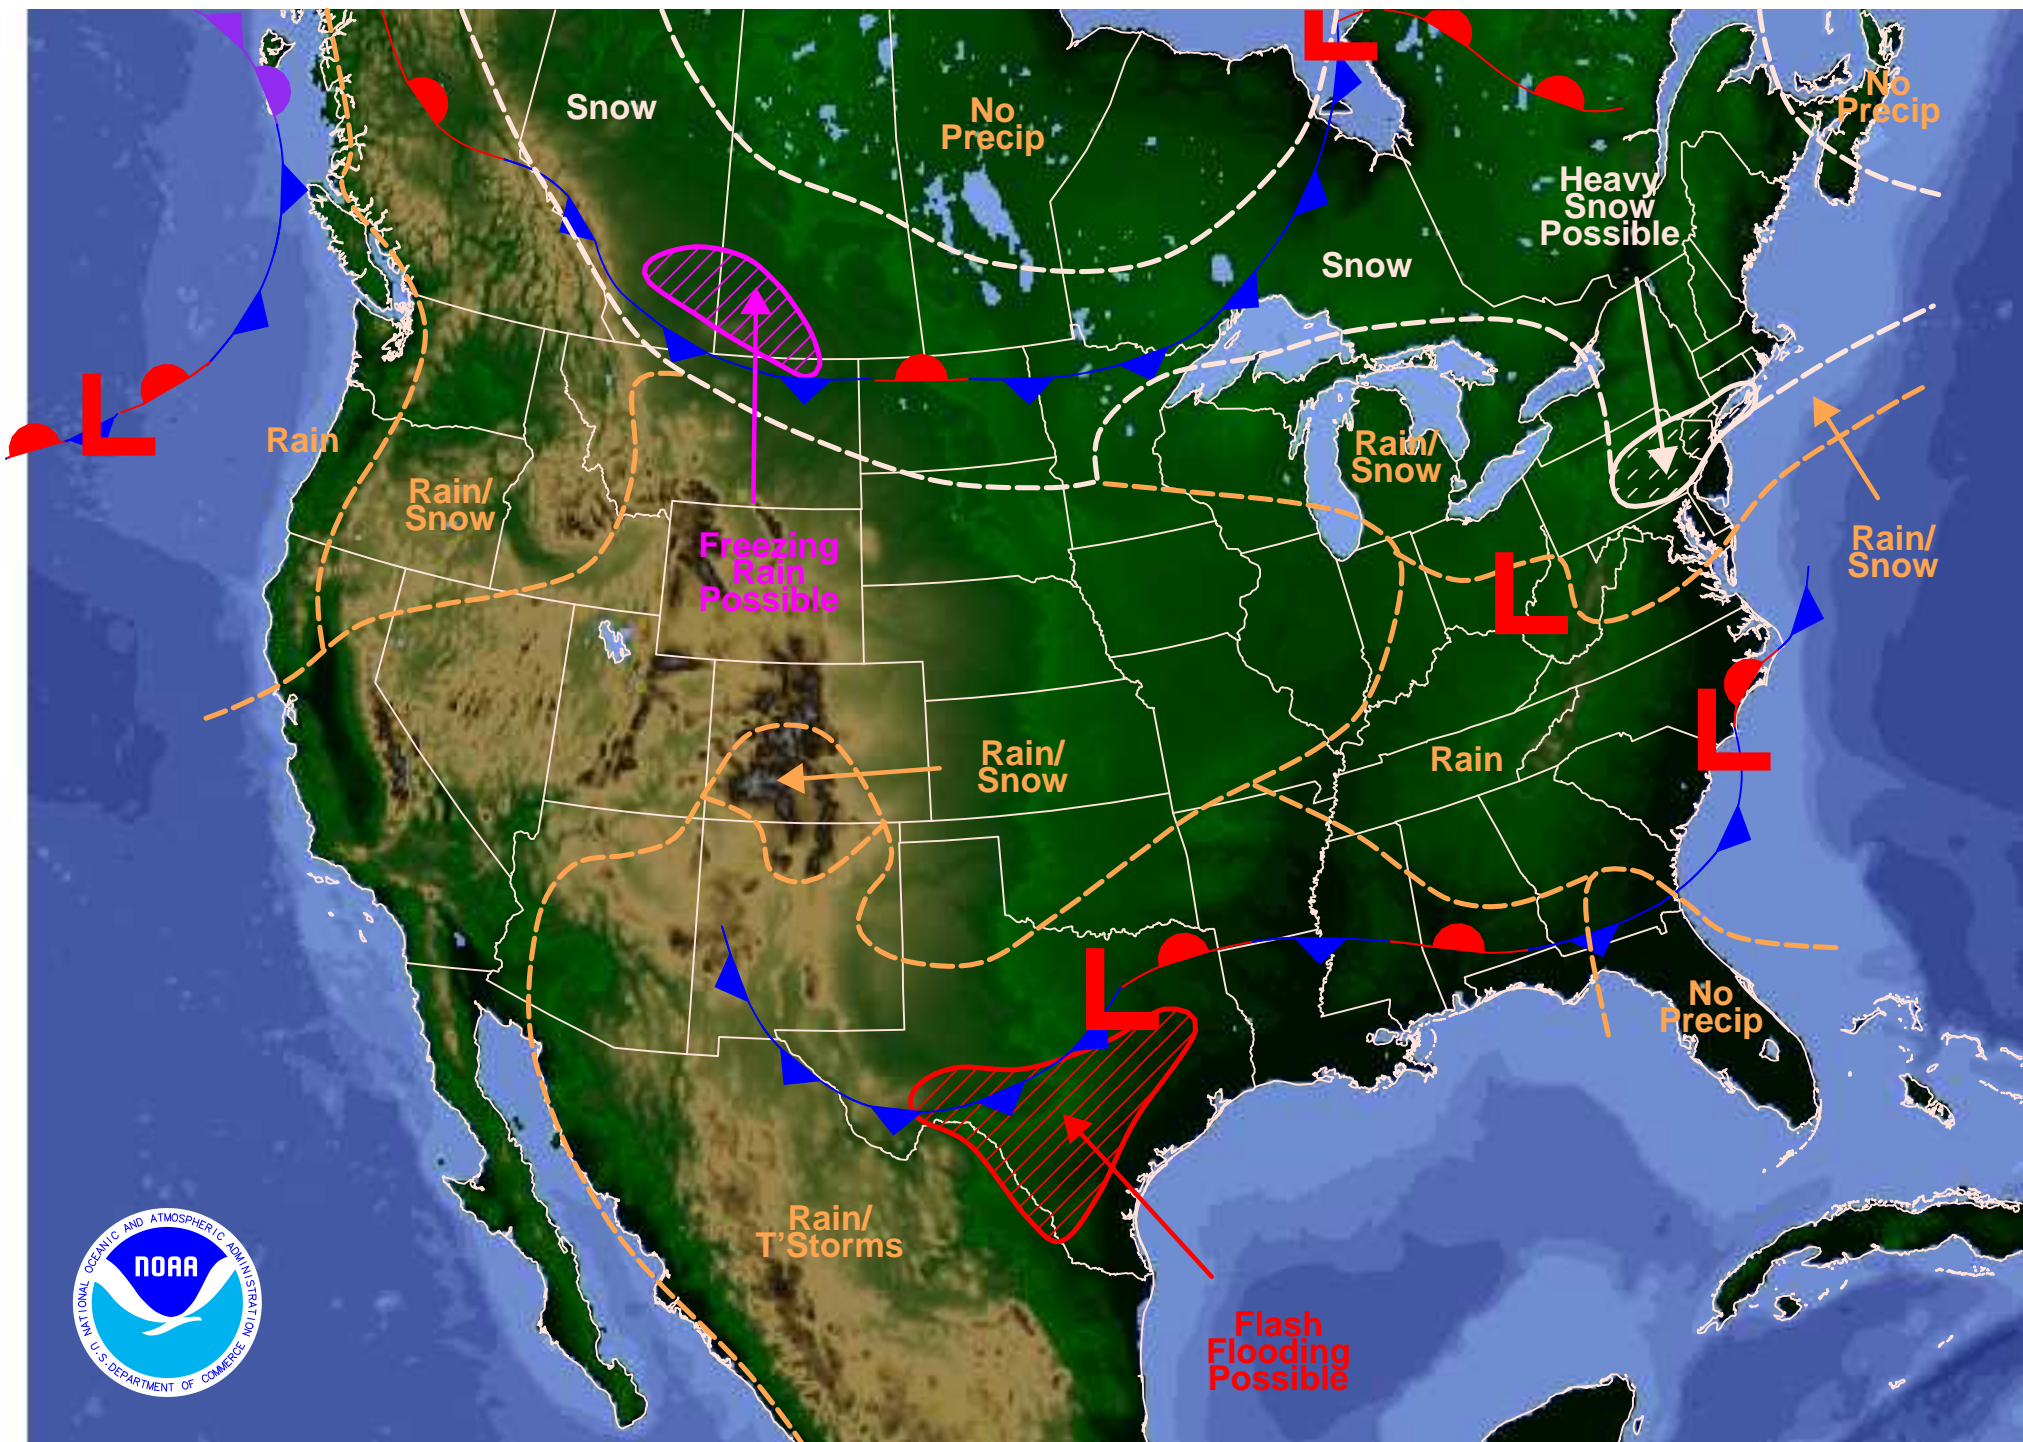 Snow
No
Precip
No
Precip
Heavy
Snow
Possible
Snow
Rain
Rain/
Snow
Rain/
Snow
Rain/
Snow
Freezing
Rain
Possible
Rain/
Snow
Rain
No
Precip
Rain/
T'Storms
Flash
Flooding
Possible
L
L
L
L
L
NATIONAL OCEANIC AND ATMOSPHERIC ADMINISTRATION
NOAA
U.S. DEPARTMENT OF COMMERCE